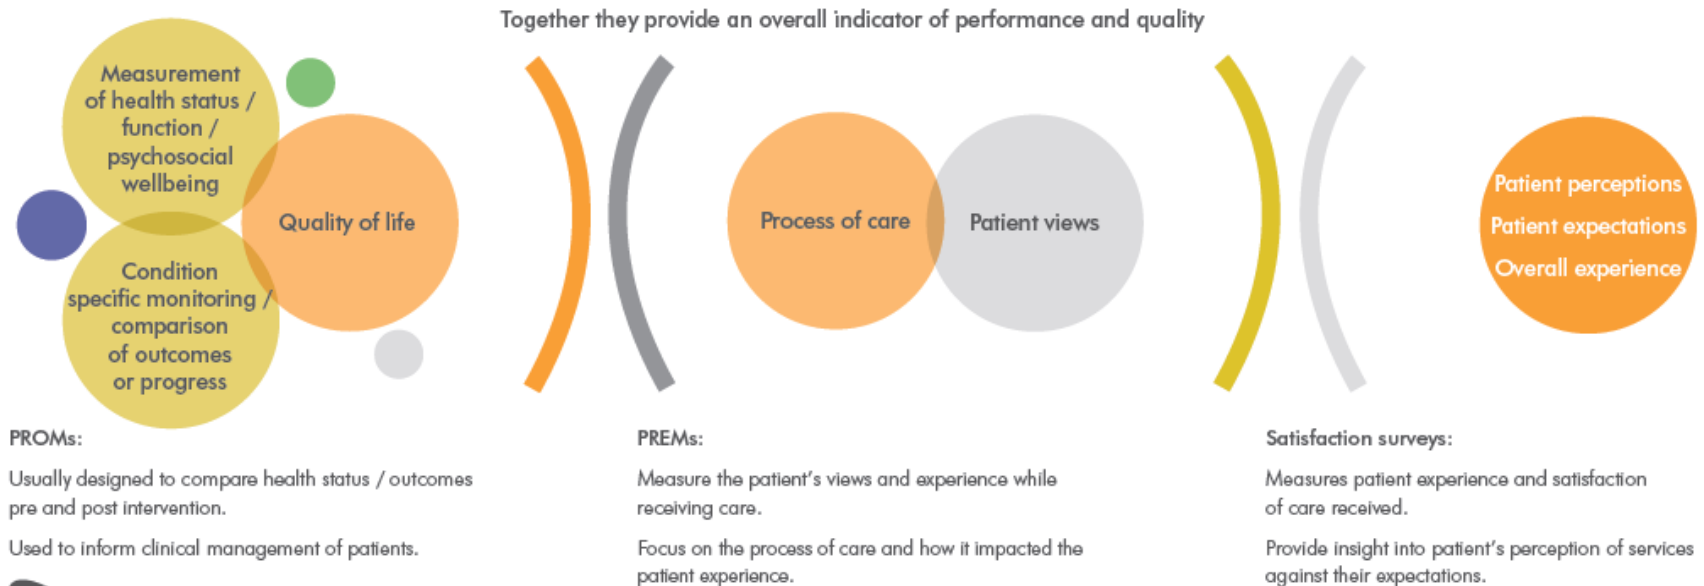 Together they provide an overall indicator of performance and quality
Measurement
of health status /
function /
psychosocial
wellbeing
Quality of life
Condition
specific monitoring /
comparison
of outcomes
or progress
Process of care
Patient views
Patient perceptions
Patient expectations
Overall experience
PROMs:
Usually designed to compare health status / outcomes
pre and post intervention.
Used to inform clinical management of patients.
PREMs:
Measure the patient's views and experience while
receiving care.
Focus on the process of care and how it impacted the
patient experience.
Satisfaction surveys:
Measures patient experience and satisfaction
of care received.
Provide insight into patient's perception of services
against their expectations.